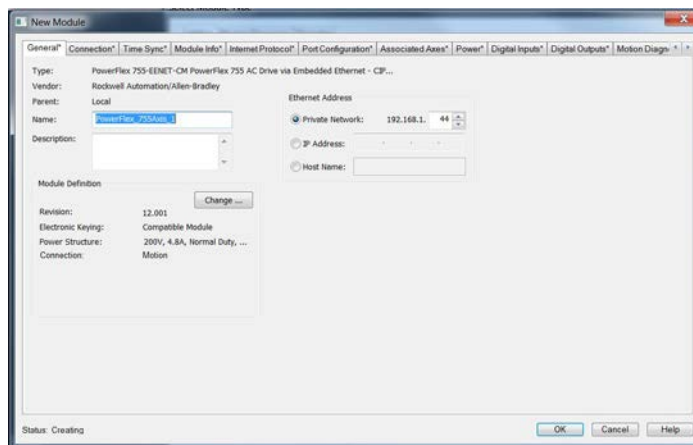 Select Module Type
New Module
General* Connection* Time Sync* Module Info* Internet Protocol* Port Configuration* Associated Axes* Power* Digital Inputs* Digital Outputs* Motion Diagn
Type: PowerFlex 755-EENET-CM PowerFlex 755 AC Drive via Embedded Ethernet - CIP...
Vendor: Rockwell Automation/Allen-Bradley
Parent: Local
Name: PowerFlex_755Axis_1
Description:
Ethernet Address
Private Network: 192.168.1. 44
IP Address: . . .
Host Name:
Module Definition
Change ...
Revision: 12.001
Electronic Keying: Compatible Module
Power Structure: 200V, 4.8A, Normal Duty, ...
Connection: Motion
Status: Creating
OK Cancel Help